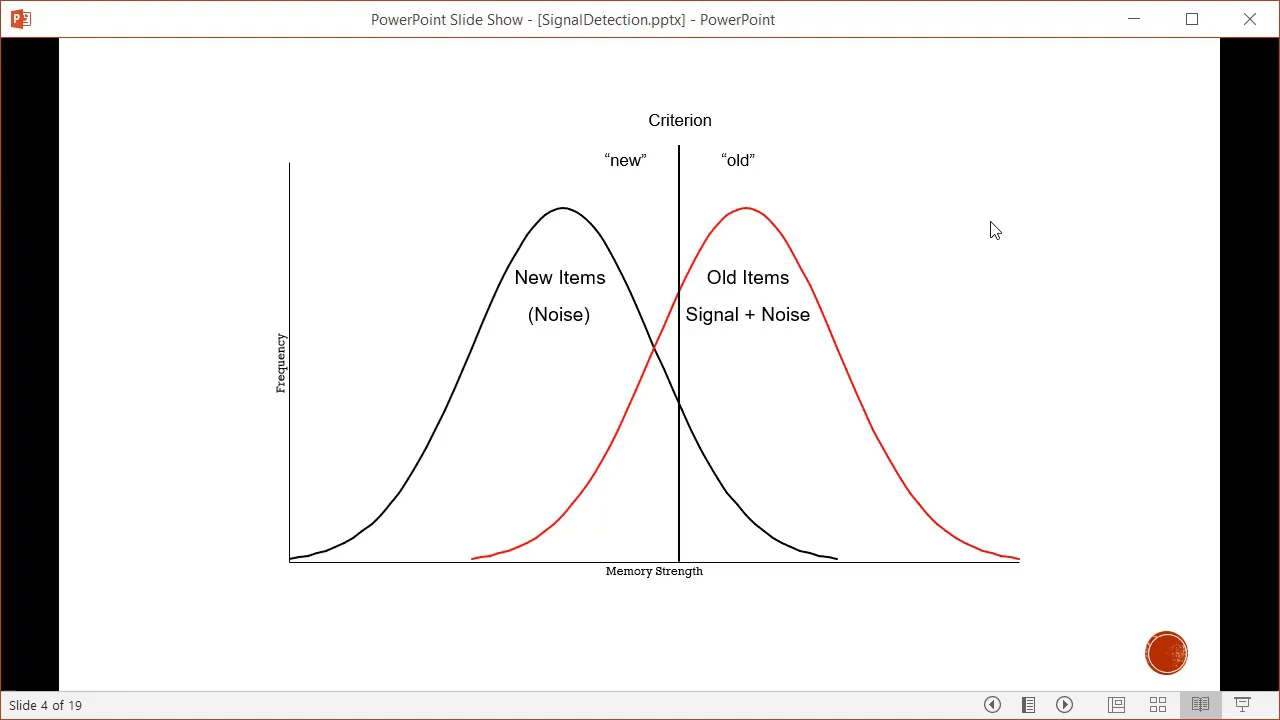 PowerPoint Slide Show - [SignalDetection.pptx] - PowerPoint
Criterion
“new”
“old”
New Items
(Noise)
Old Items
Signal + Noise
Frequency
Memory Strength
Slide 4 of 19